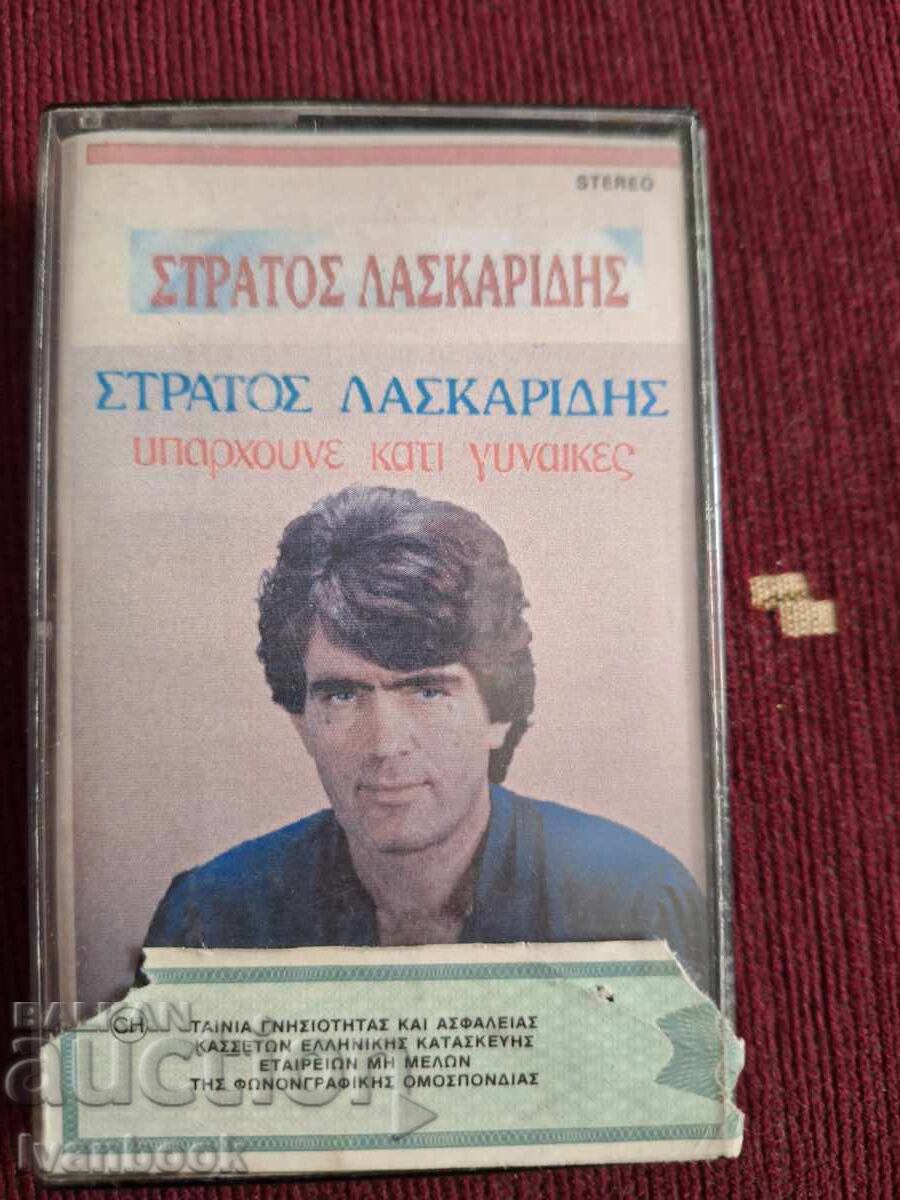 STEREO
ΣΤΡΑΤΟΣ ΛΑΣΚΑΡΙΔΗΣ
ΣΤΡΑΤΟΣ ΛΑΣΚΑΡΙΔΗΣ
υπαρχουνε κατι γυναικες
BALKAN
auction
CH
ΤΑΙΝΙΑ ΓΝΗΣΙΟΤΗΤΑΣ ΚΑΙ ΑΣΦΑΛΕΙΑΣ
ΚΑΣΣΕΤΩΝ ΕΛΛΗΝΙΚΗΣ ΚΑΤΑΣΚΕΥΗΣ
ΕΤΑΙΡΕΙΩΝ ΜΗ ΜΕΛΩΝ
ΤΗΣ ΦΩΝΟΝΓΡΑΦΙΚΗΣ ΟΜΟΣΠΟΝΔΙΑΣ
Ivanbook